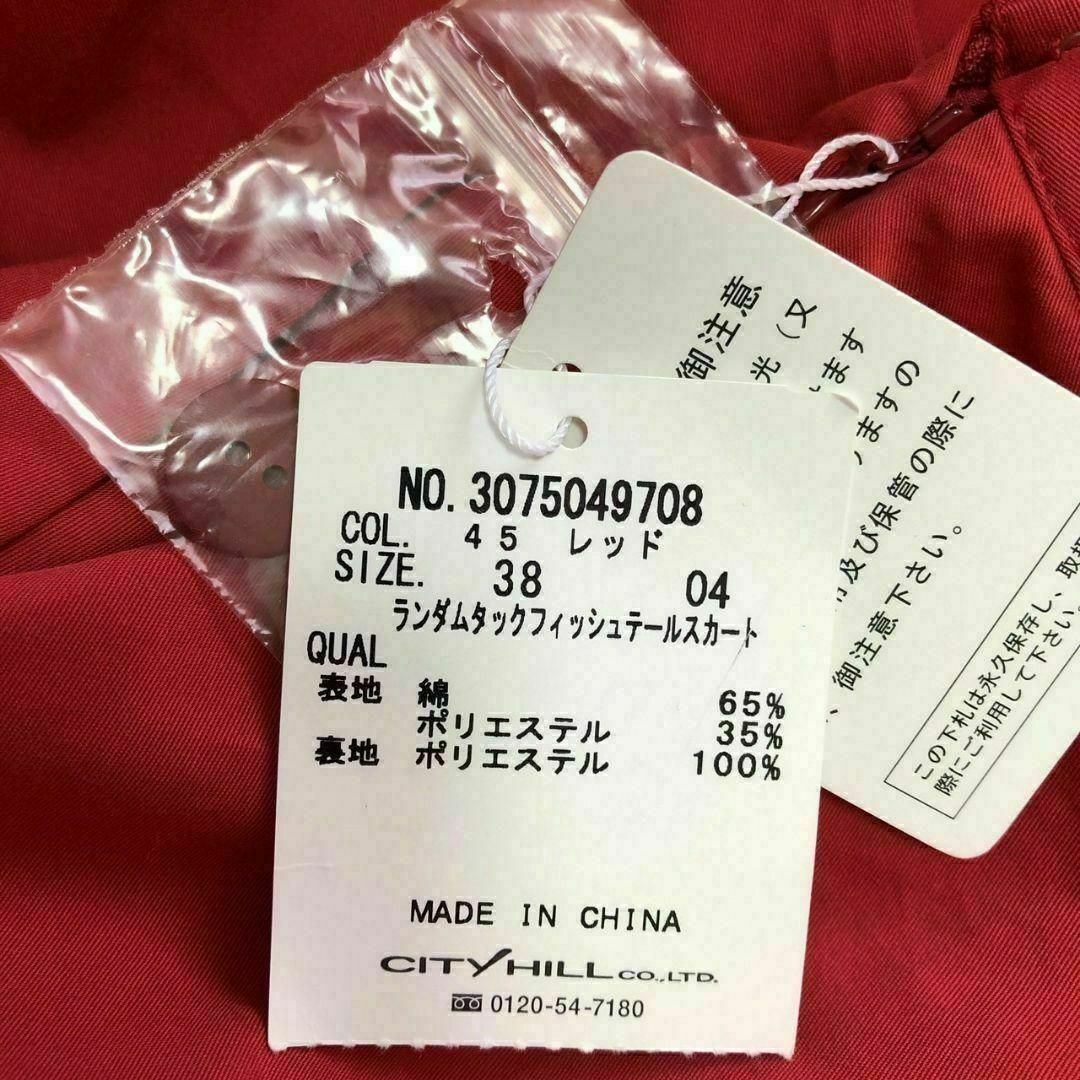 NO. 3075049708
COL. 45 レッド
SIZE. 38 04
ランダムタックフィッシュテールスカート
QUAL
表地 綿 65%
ポリエステル 35%
裏地 ポリエステル 100%
MADE IN CHINA
CITY HILL CO.,LTD.
0120-54-7180
御注意
光(又
ます
ますの
及び保管の際に
御注意下さい。
この下札は永久保存し、取扱
際にご利用して下さい